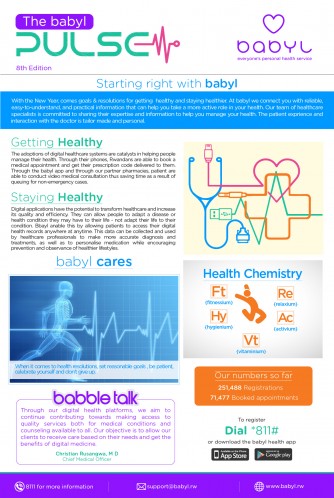 The babyl
PULSE
8th Edition
babyl
everyone's personal health service
Starting right with babyl
With the New Year, comes goals & resolutions for getting healthy and staying healthier. At babyl we connect you with reliable,
easy-to-understand, and practical information that can help you take a more active role in your health. Our team of healthcare
specialists is committed to sharing their expertise and information to help you manage your health. The patient experience and
interaction with the doctor is tailor made and personal.
Getting Healthy
The adoptions of digital healthcare systems are catalysts in helping people
manage their health. Through their phones, Rwandans are able to book a
medical appointment and get their prescription code delivered to them.
Through the babyl app and through our partner pharmacies, patient are
able to conduct video medical consultation thus saving time as a result of
queuing for non-emergency cases.
Staying Healthy
Digital applications have the potential to transform healthcare and increase
its quality and efficiency. They can allow people to adapt a disease or
health condition they may have to their life - not adapt their life to their
condition. Bbayl enable this by allowing patients to access their digital
health records anywhere at anytime. This data can be collected and used
by healthcare professionals to make more accurate diagnosis and
treatments, as well as to personalise medication while encouraging
prevention and observance of healthier lifestyles.
babyl cares
When it comes to health resolutions, set reasonable goals, be patient,
reiterate yourself and don't give up.
Health Chemistry
Ft
(fitnessium)
Re
(relaxium)
Hy
(hygienium)
Ac
(activium)
Vt
(vitaminium)
Our numbers so far
251,488 Registrations
71,477 Booked appointments
babble talk
Through our digital health platforms, we aim to
continue contributing towards making access to
quality services both for medical conditions and
counseling available to all. Our objective is to allow our
clients to receive care based on their needs and get the
benefits of digital medicine.
Christian Rusangwa, M D
Chief Medical Officer
To register
Dial *811#
or download the babyl health app
Available on the
App Store
GET IT ON
Google play
8111 for more information
support@babyl.rw
www.babyl.rw